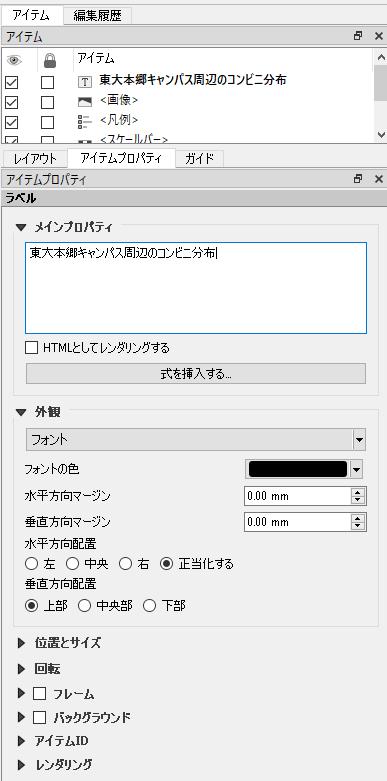 アイテム 編集履歴
アイテム
アイテム
東大本郷キャンパス周辺のコンビニ分布
<画像>
<凡例>
<スケールバー>
レイアウト アイテムプロパティ ガイド
アイテムプロパティ
ラベル
メインプロパティ
東大本郷キャンパス周辺のコンビニ分布
HTMLとしてレンダリングする
式を挿入する...
外観
フォント
フォントの色
水平方向マージン 0.00 mm
垂直方向マージン 0.00 mm
水平方向配置
左 中央 右 正当化する
垂直方向配置
上部 中央部 下部
位置とサイズ
回転
フレーム
バックグラウンド
アイテムID
レンダリング